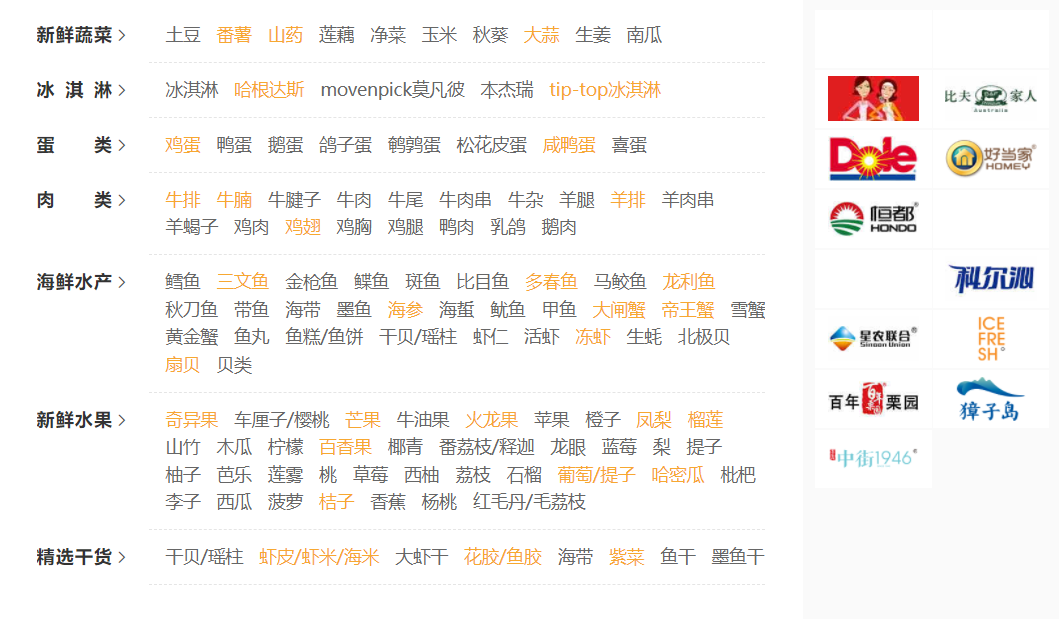 新鲜蔬菜 > 土豆 番薯 山药 莲藕 净菜 玉米 秋葵 大蒜 生姜 南瓜
冰淇淋 > 冰淇淋 哈根达斯 movenpick莫凡彼 本杰瑞 tip-top冰淇淋
蛋类 > 鸡蛋 鸭蛋 鹅蛋 鸽子蛋 鹌鹑蛋 松花皮蛋 咸鸭蛋 喜蛋
肉类 > 牛排 牛腩 牛腱子 牛肉 牛尾 牛肉串 牛杂 羊腿 羊排 羊肉串
羊蝎子 鸡肉 鸡翅 鸡胸 鸡腿 鸭肉 乳鸽 鹅肉
海鲜水产 > 鳕鱼 三文鱼 金枪鱼 鲽鱼 斑鱼 比目鱼 多春鱼 马鲛鱼 龙利鱼
秋刀鱼 带鱼 海带 墨鱼 海参 海蜇 鱿鱼 甲鱼 大闸蟹 帝王蟹 雪蟹
黄金蟹 鱼丸 鱼糕/鱼饼 干贝/瑶柱 虾仁 活虾 冻虾 生蚝 北极贝
扇贝 贝类
新鲜水果 > 奇异果 车厘子/樱桃 芒果 牛油果 火龙果 苹果 橙子 凤梨 榴莲
山竹 木瓜 柠檬 百香果 椰青 番荔枝/释迦 龙眼 蓝莓 梨 提子
柚子 芭乐 莲雾 桃 草莓 西柚 荔枝 石榴 葡萄/提子 哈密瓜 枇杷
李子 西瓜 菠萝 桔子 香蕉 杨桃 红毛丹/毛荔枝
精选干货 > 干贝/瑶柱 虾皮/虾米/海米 大虾干 花胶/鱼胶 海带 紫菜 鱼干 墨鱼干
比夫家人
Australia
Dole
好当家
HOMEY
恒都
HONDO
科尔沁
星农联合
Sinoon Union
ICE
FRE
SH
百年百年栗园栗园
獐子岛
中街1946